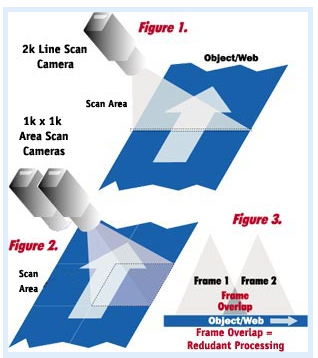 Figure 1.
2k Line Scan
Camera
Object/Web
Scan Area
1k x 1k
Area Scan
Cameras
Figure 2.
Scan
Area
Figure 3.
Frame 1 Frame 2
Frame
Overlap
Object/Web
Frame Overlap =
Redudant Processing